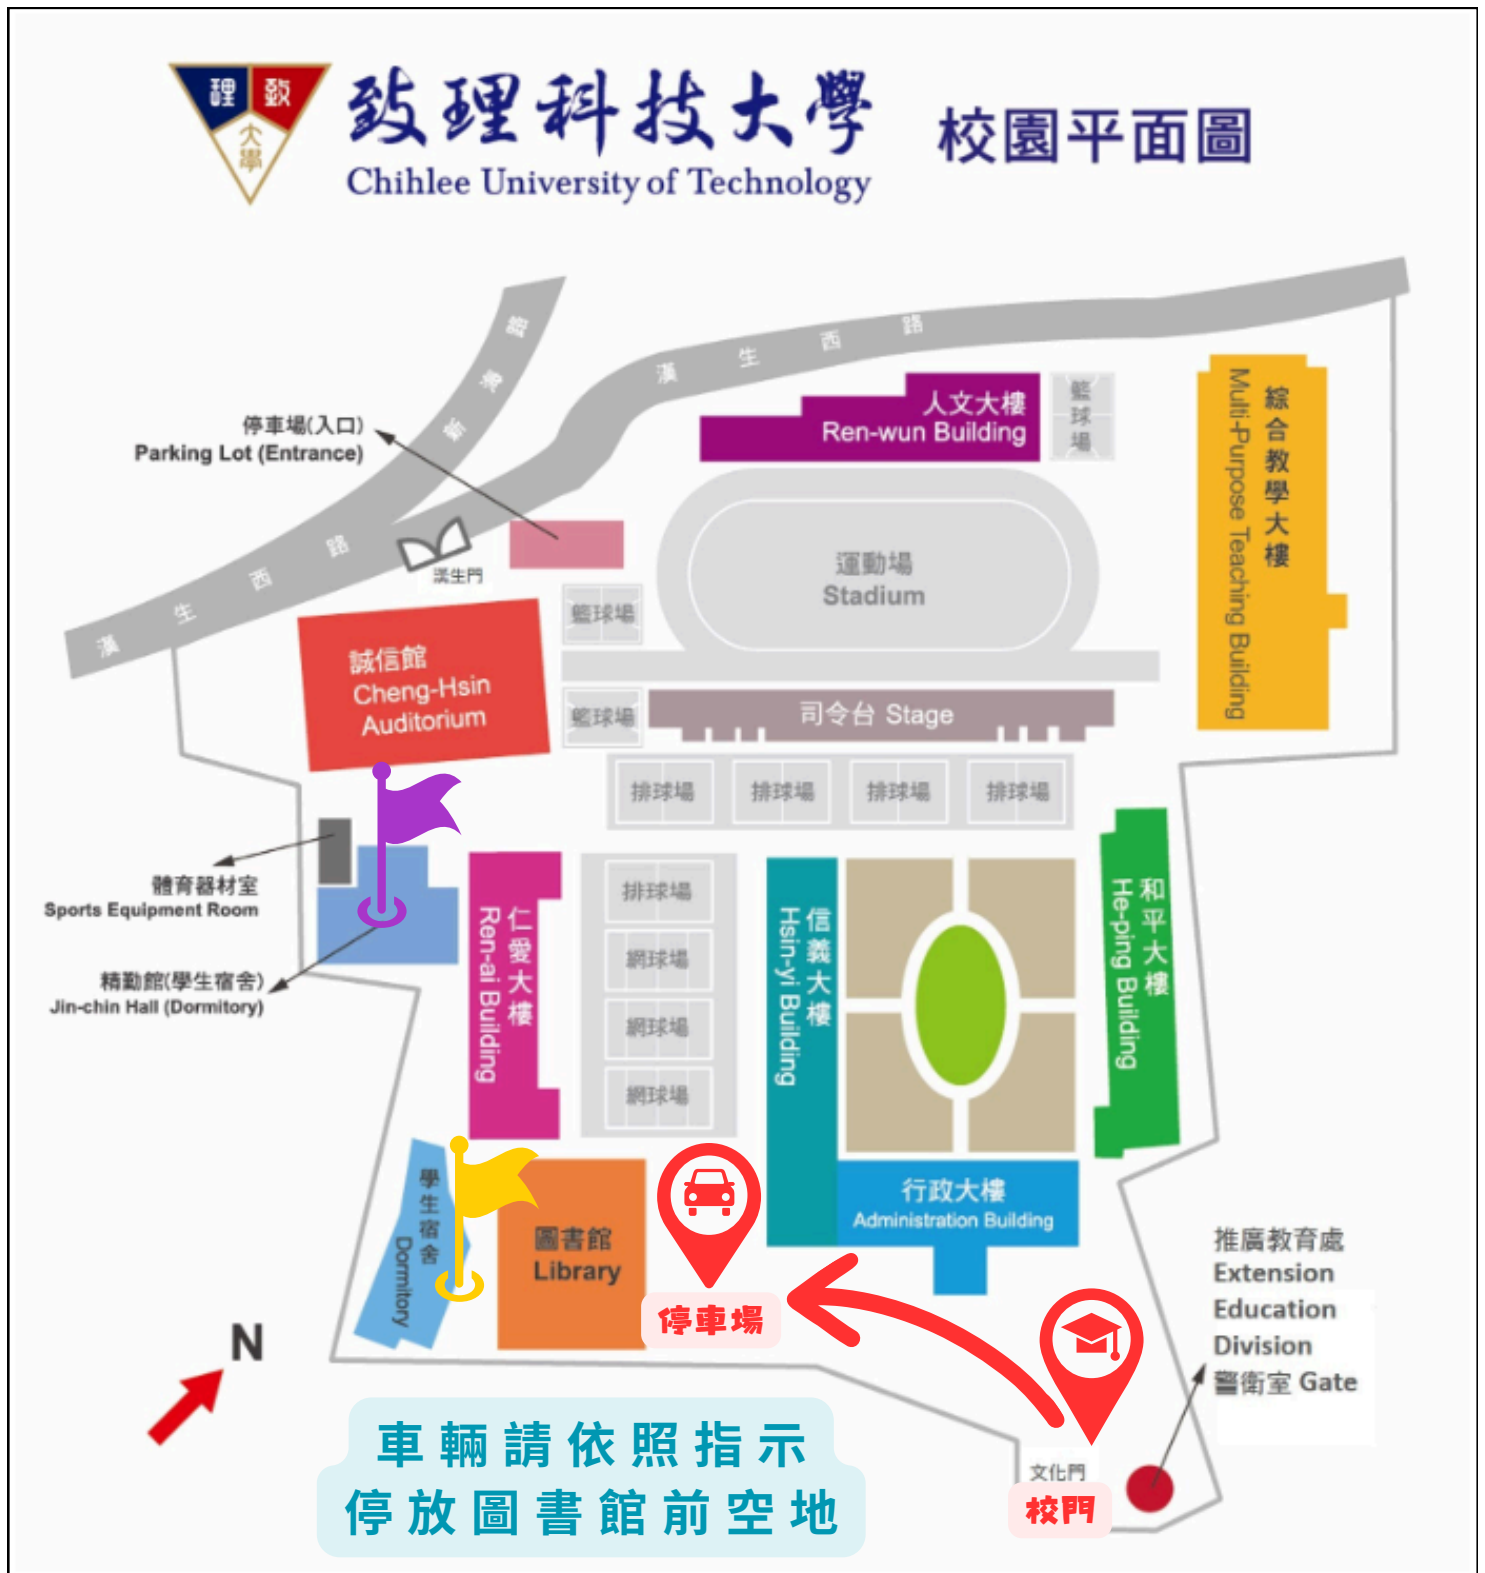 理 致
大
學
致理科技大學
Chihlee University of Technology
校園平面圖
新 海 路
漢 生 西 路
停車場(入口)
Parking Lot (Entrance)
人文大樓
Ren-wun Building
籃
球
場
綜合教學大樓
Multi-Purpose Teaching Building
漢 生 西 路
漢生門
運動場
Stadium
籃球場
誠信館
Cheng-Hsin
Auditorium
籃球場
司令台 Stage
排球場
排球場
排球場
排球場
體育器材室
Sports Equipment Room
精勤館(學生宿舍)
Jin-chin Hall (Dormitory)
仁愛大樓
Ren-ai Building
排球場
網球場
網球場
網球場
信義大樓
Hsin-yi Building
和平大樓
He-ping Building
學生宿舍
Dormitory
圖書館
Library
停車場
行政大樓
Administration Building
推廣教育處
Extension
Education
Division
警衛室 Gate
N
車輛請依照指示
停放圖書館前空地
文化門
校門